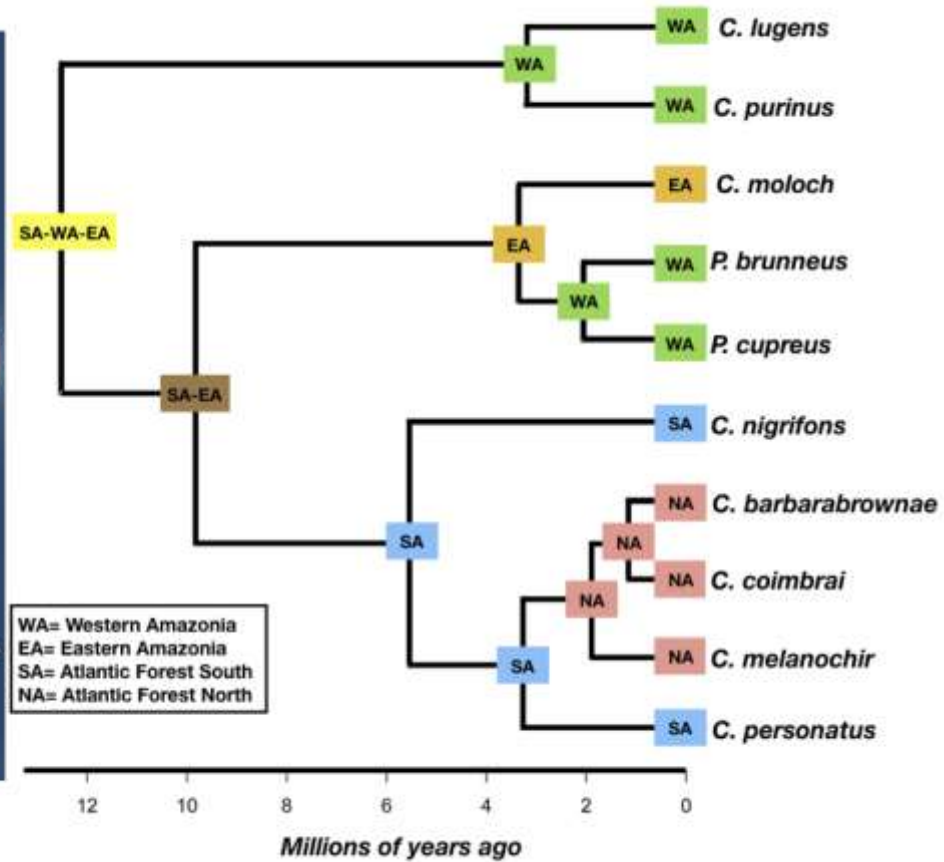 WA C. lugens
WA
WA C. purinus
EA C. moloch
SA-WA-EA
EA
WA P. brunneus
WA
WA P. cupreus
SA-EA
SA C. nigrifons
NA C. barbarabrownae
SA
NA
NA C. coimbrai
NA
WA= Western Amazonia
EA= Eastern Amazonia
SA= Atlantic Forest South
NA= Atlantic Forest North
NA C. melanochir
SA
SA C. personatus
12 10 8 6 4 2 0
Millions of years ago